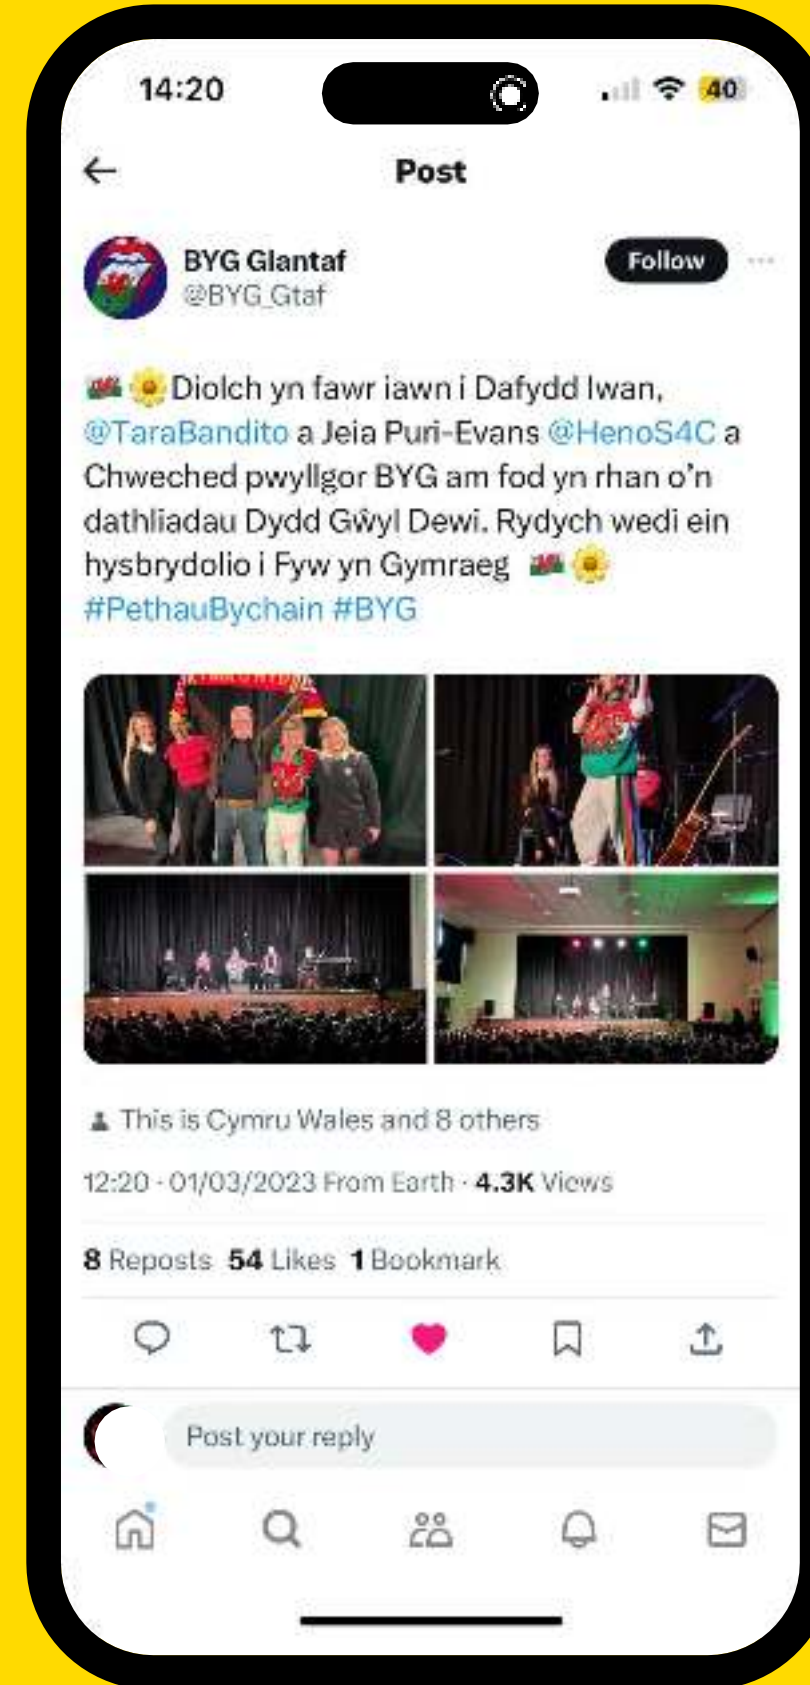 14:20
40
Post
BYG Glantaf
@BYG_Gtaf
Follow
Diolch yn fawr iawn i Dafydd Iwan,
@TaraBandito a Jeia Puri-Evans @HenoS4C a
Chweched pwyllgor BYG am fod yn rhan o'n
dathliadau Dydd Gŵyl Dewi. Rydych wedi ein
hysbrydolio i Fyw yn Gymraeg
#PethauBychain #BYG
This is Cymru Wales and 8 others
12:20 · 01/03/2023 From Earth · 4.3K Views
8 Reposts 54 Likes 1 Bookmark
Post your reply